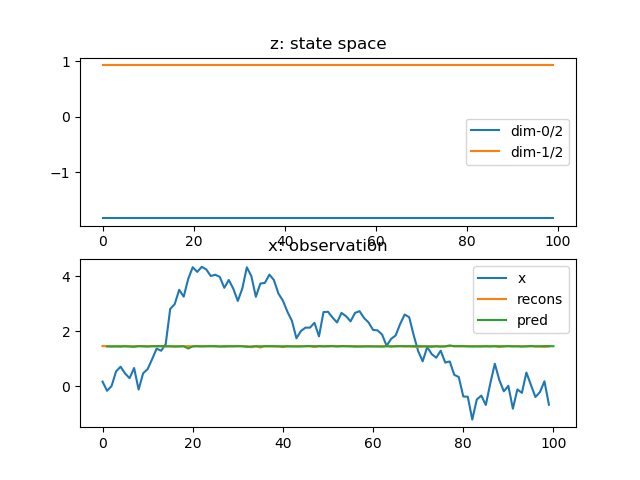 z: state space
1
0
−1
dim-0/2
dim-1/2
0 20 40 60 80 100
x: observation
4
2
0
x
recons
pred
0 20 40 60 80 100